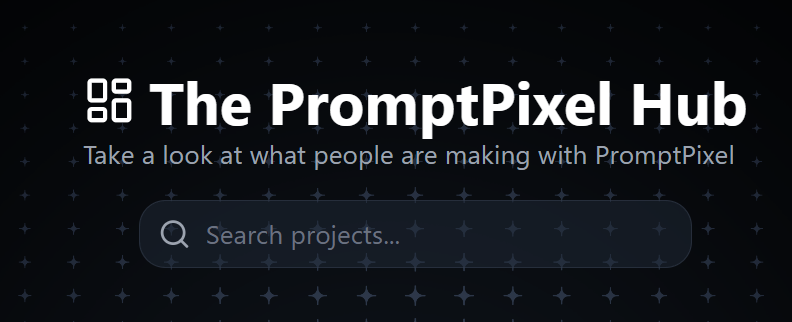 The PromptPixel Hub
Take a look at what people are making with PromptPixel
Search projects...